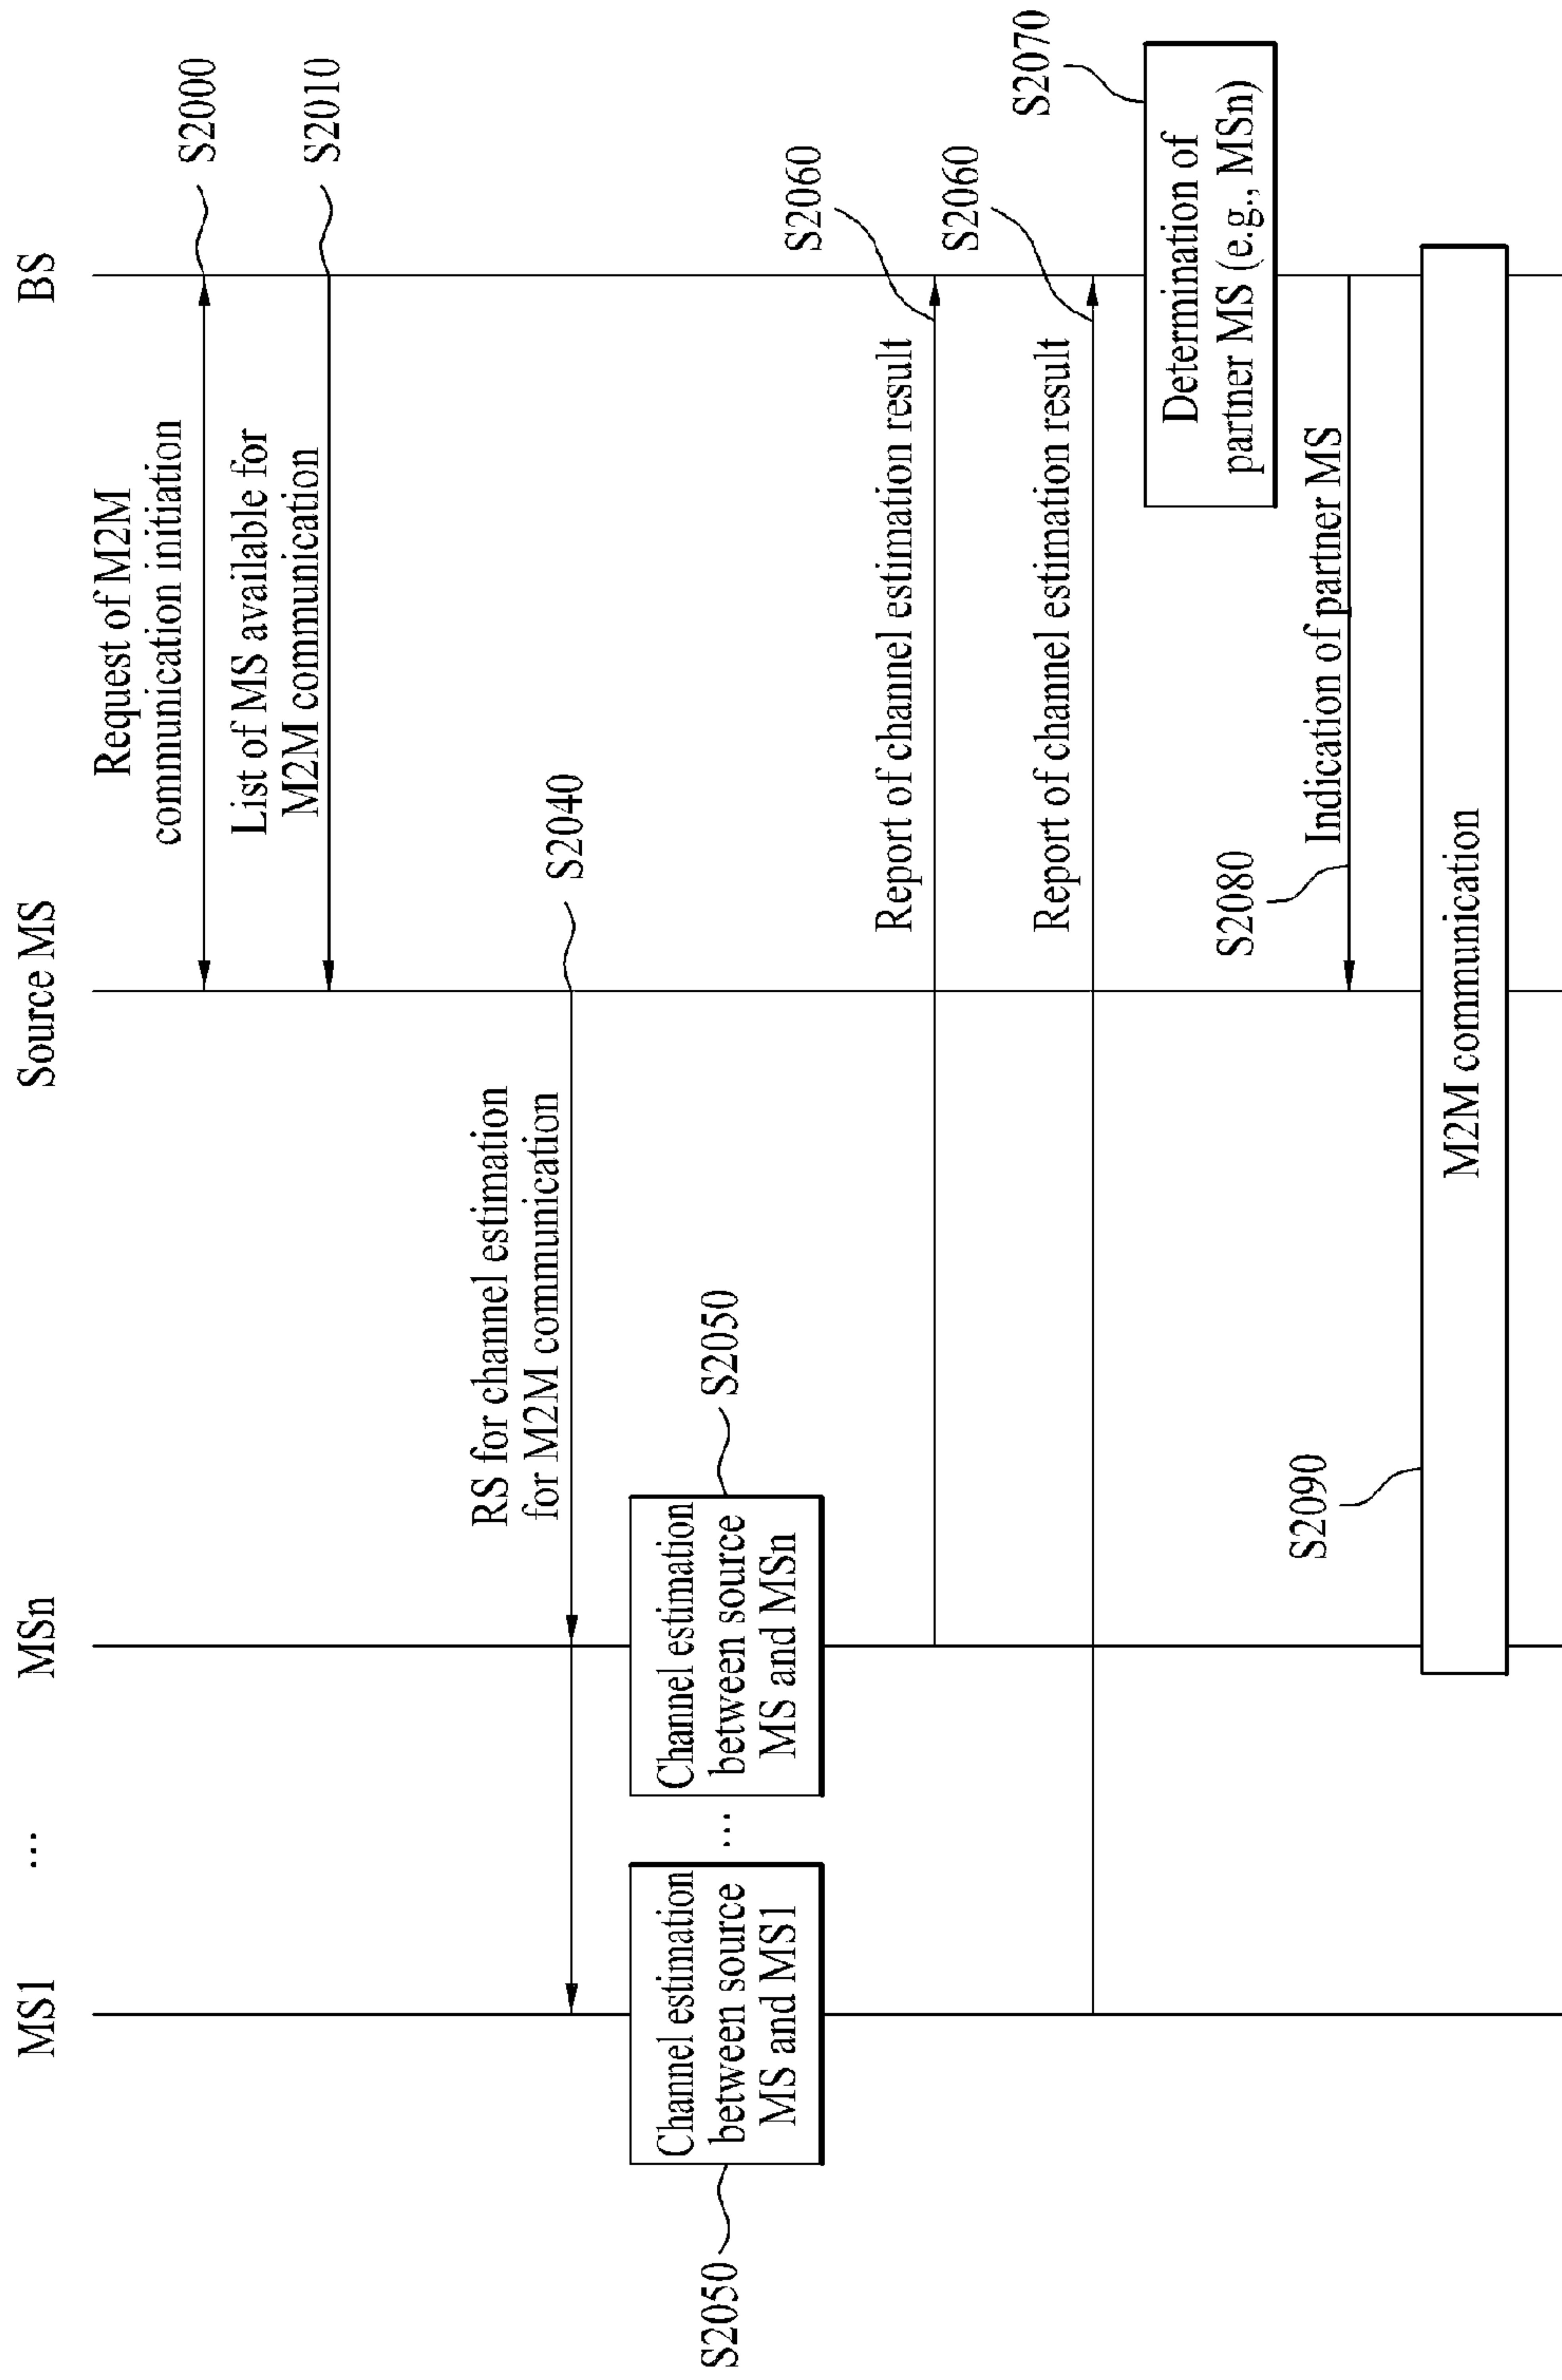 MS1
...
MSn
Source MS
BS
Request of M2M
communication initiation
S2000
List of MS available for
M2M communication
S2010
RS for channel estimation
for M2M communication
S2040
S2050
Channel estimation
between source
MS and MS1
...
Channel estimation
between source
MS and MSn
S2050
Report of channel estimation result
S2060
Report of channel estimation result
S2060
Determination of
partner MS (e.g., MSn)
S2070
S2080
Indication of partner MS
S2090
M2M communication